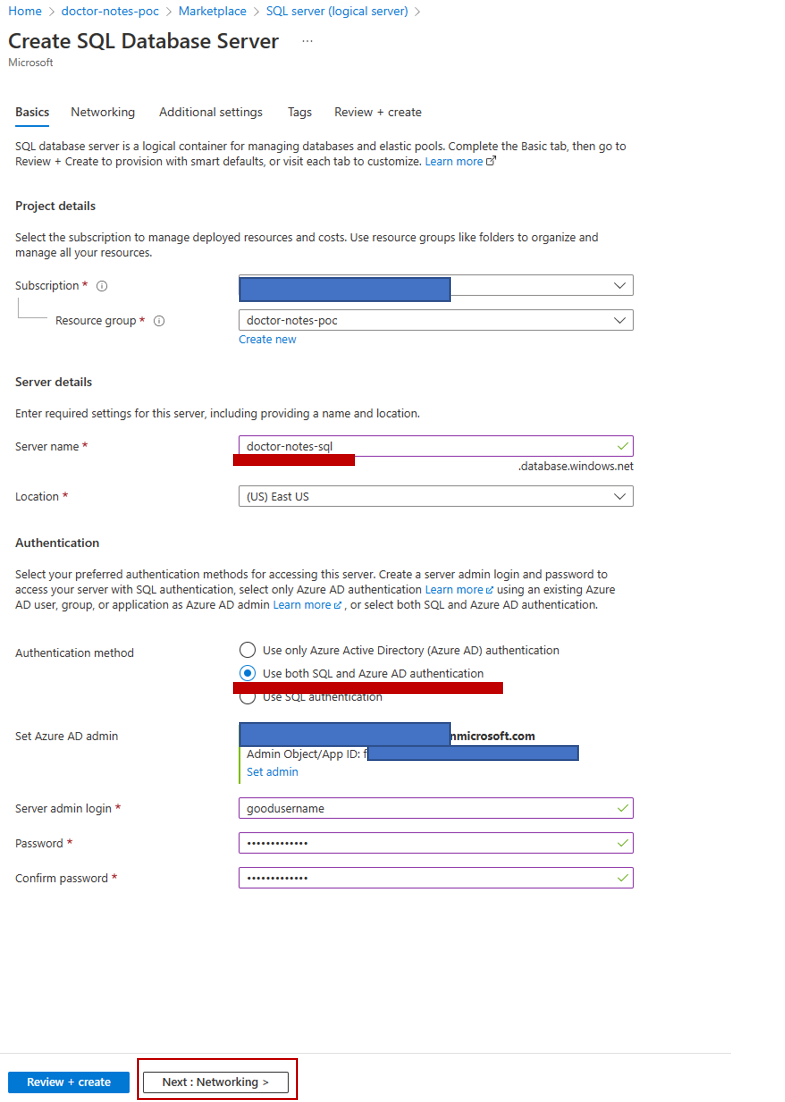 Home > doctor-notes-poc > Marketplace > SQL server (logical server) >
Create SQL Database Server ...
Microsoft
Basics Networking Additional settings Tags Review + create
SQL database server is a logical container for managing databases and elastic pools. Complete the Basic tab, then go to
Review + Create to provision with smart defaults, or visit each tab to customize. Learn more
Project details
Select the subscription to manage deployed resources and costs. Use resource groups like folders to organize and
manage all your resources.
Subscription *
Resource group * doctor-notes-poc
Create new
Server details
Enter required settings for this server, including providing a name and location.
Server name * doctor-notes-sql
.database.windows.net
Location * (US) East US
Authentication
Select your preferred authentication methods for accessing this server. Create a server admin login and password to
access your server with SQL authentication, select only Azure AD authentication Learn more using an existing Azure
AD user, group, or application as Azure AD admin Learn more , or select both SQL and Azure AD authentication.
Authentication method Use only Azure Active Directory (Azure AD) authentication
Use both SQL and Azure AD authentication
Use SQL authentication
Set Azure AD admin nmicrosoft.com
Admin Object/App ID: f
Set admin
Server admin login * goodusername
Password * •••••••••••••
Confirm password * •••••••••••••
Review + create Next : Networking >